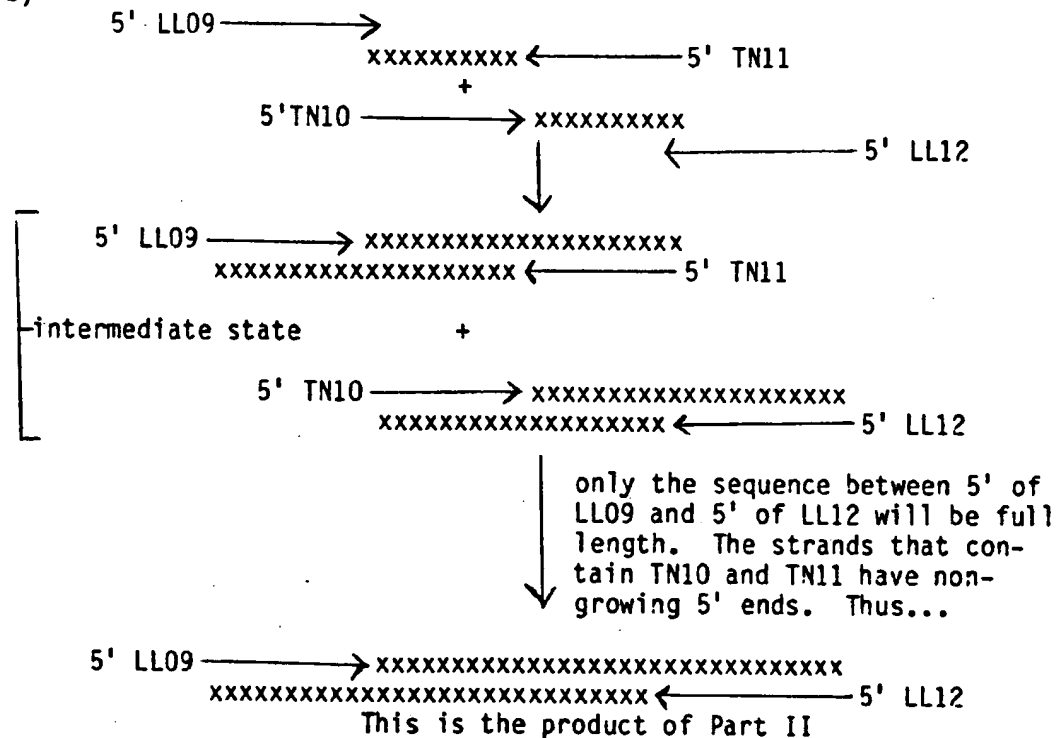 5' LL09
xxxxxxxxxx 5' TN11
+
5'TN10 xxxxxxxxxx
5' LL12
5' LL09 xxxxxxxxxxxxxxxxxxxxx
xxxxxxxxxxxxxxxxxxxx 5' TN11
intermediate state +
5' TN10 xxxxxxxxxxxxxxxxxxxxx
xxxxxxxxxxxxxxxxxxx 5' LL12
only the sequence between 5' of
LL09 and 5' of LL12 will be full
length. The strands that con-
tain TN10 and TN11 have non-
growing 5' ends. Thus...
5' LL09 xxxxxxxxxxxxxxxxxxxxxxxxxxxxxxx
xxxxxxxxxxxxxxxxxxxxxxxxxxxxx 5' LL12
This is the product of Part II